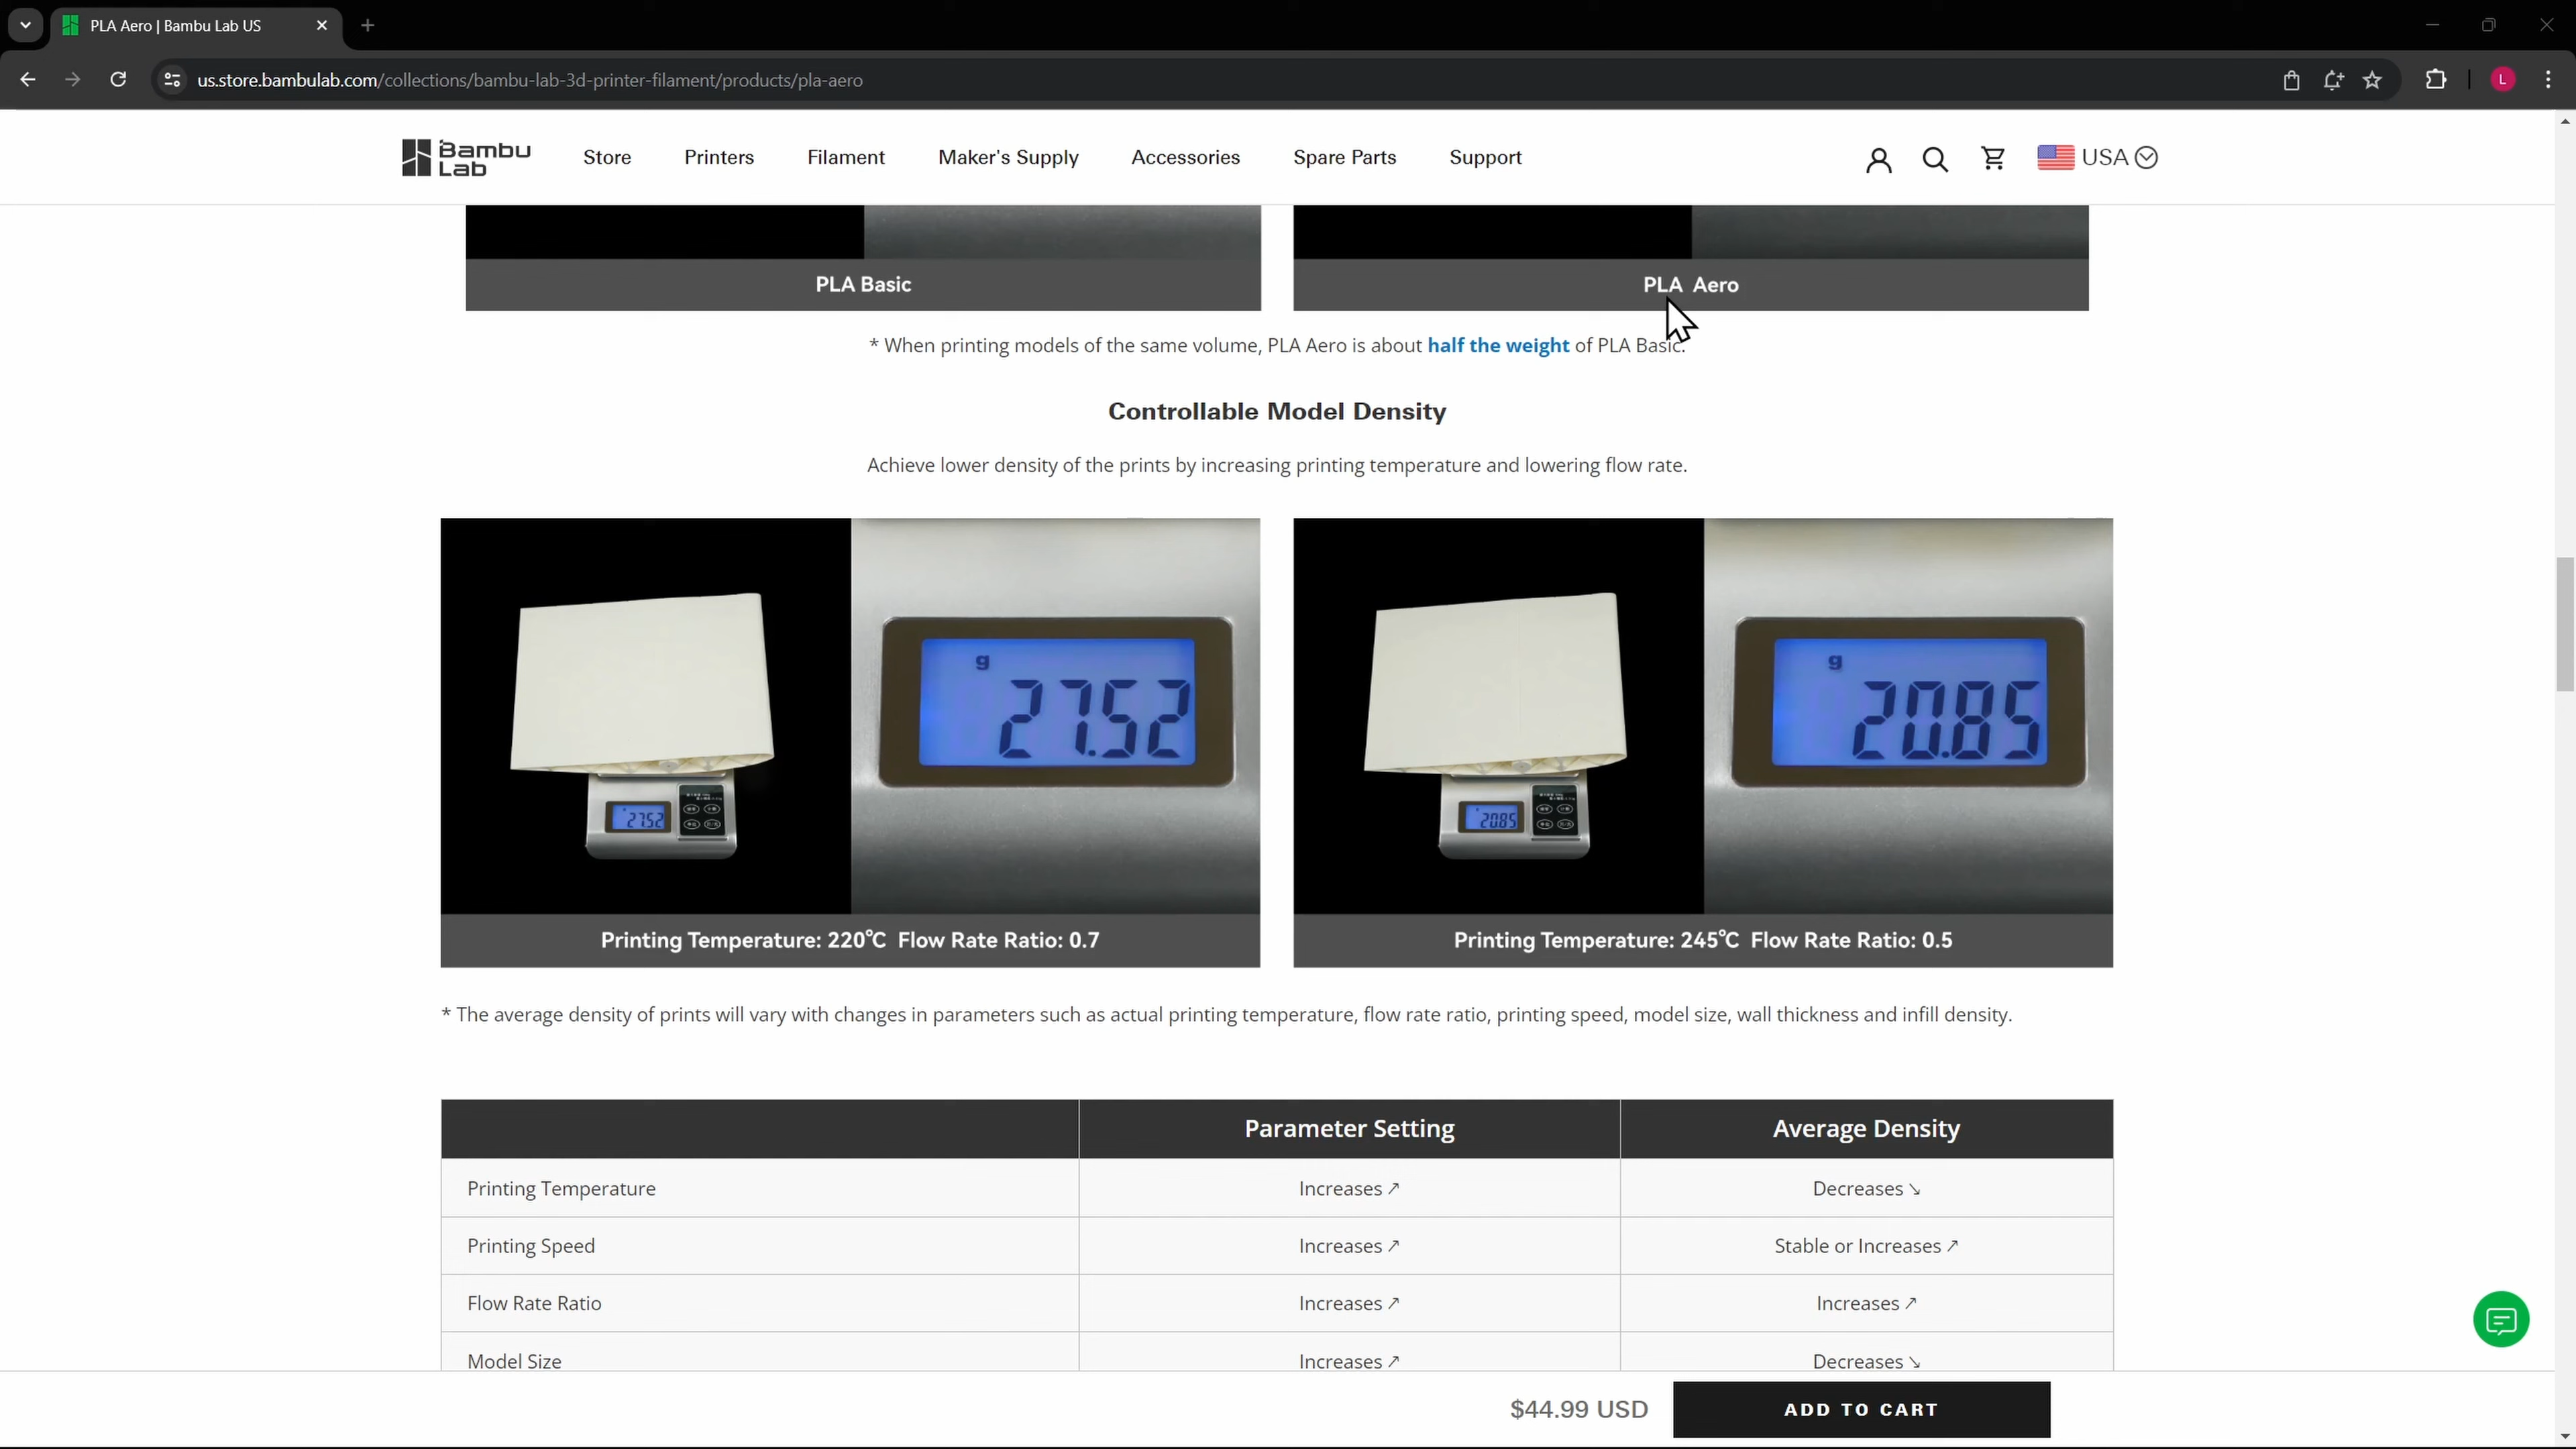 PLA Aero | Bambu Lab US
us.store.bambulab.com/collections/bambu-lab-3d-printer-filament/products/pla-aero
L
Bambu Lab
Store Printers Filament Maker's Supply Accessories Spare Parts Support
USA
PLA Basic
PLA Aero
* When printing models of the same volume, PLA Aero is about half the weight of PLA Basic.
Controllable Model Density
Achieve lower density of the prints by increasing printing temperature and lowering flow rate.
g
27.52
27.52
g
20.85
20.85
Printing Temperature: 220℃ Flow Rate Ratio: 0.7
Printing Temperature: 245℃ Flow Rate Ratio: 0.5
* The average density of prints will vary with changes in parameters such as actual printing temperature, flow rate ratio, printing speed, model size, wall thickness and infill density.
Parameter Setting Average Density
Printing Temperature Increases ↗ Decreases ↘
Printing Speed Increases ↗ Stable or Increases ↗
Flow Rate Ratio Increases ↗ Increases ↗
Model Size Increases ↗ Decreases ↘
$44.99 USD
ADD TO CART